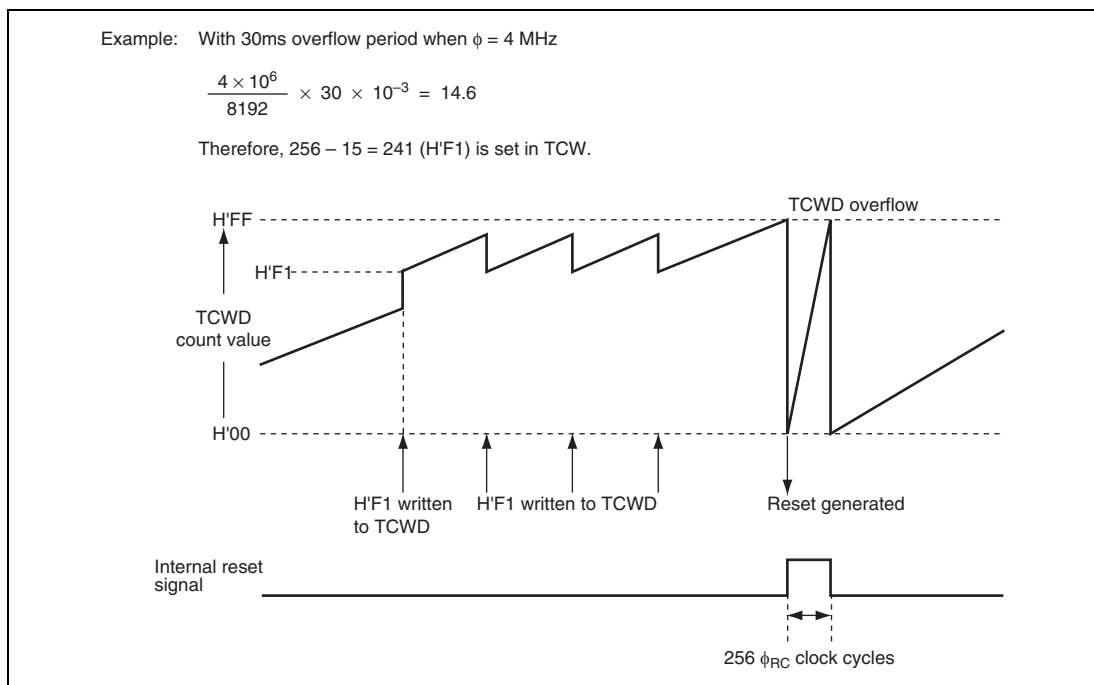 Example: With 30ms overflow period when ϕ = 4 MHz
4 × 10⁶
8192
× 30 × 10⁻³ = 14.6
Therefore, 256 – 15 = 241 (H'F1) is set in TCW.
TCWD overflow
H'FF
H'F1
TCWD
count value
H'00
H'F1 written
to TCWD
H'F1 written to TCWD
Reset generated
Internal reset
signal
256 ϕRC clock cycles